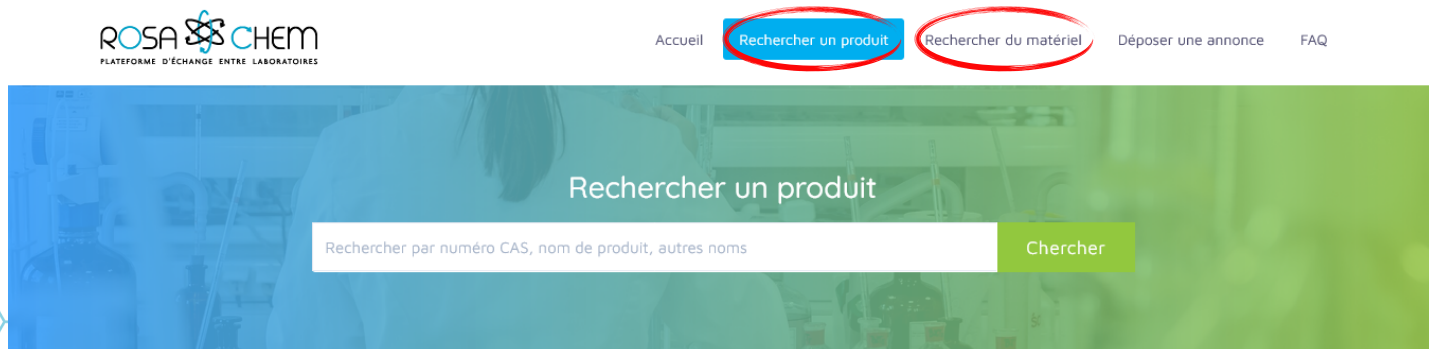 ROSA CHEM
PLATEFORME D'ÉCHANGE ENTRE LABORATOIRES
Accueil Rechercher un produit Rechercher du matériel Déposer une annonce FAQ
Rechercher un produit
Rechercher par numéro CAS, nom de produit, autres noms Chercher